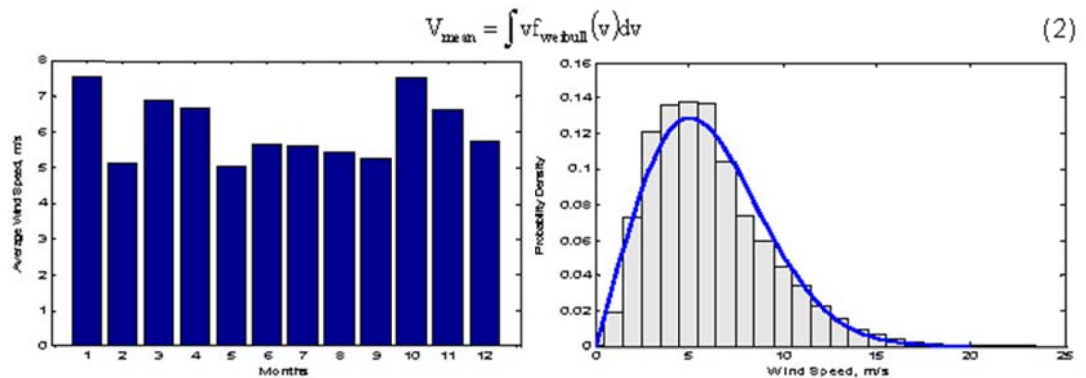 V_mean = ∫ v f_weibull(v)dv (2)
Average Wind Speed, m/s
8
7
6
5
4
3
2
1
0
1 2 3 4 5 6 7 8 9 10 11 12
Months
Probability Density
0.16
0.14
0.12
0.1
0.08
0.06
0.04
0.02
0
0 5 10 15 20 25
Wind Speed, m/s